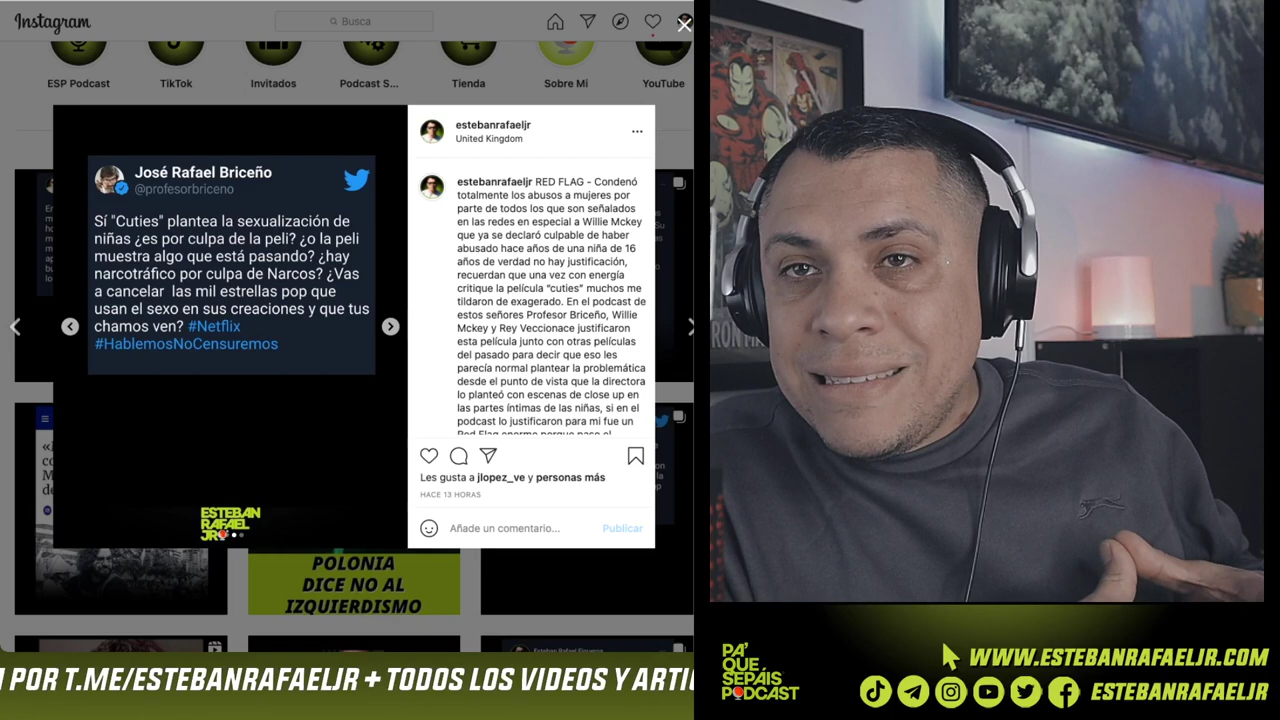 Instagram
Busca
ESP Podcast
TikTok
Invitados
Podcast S...
Tienda
Sobre Mi
YouTube
José Rafael Briceño
@profesorbriceno
Sí "Cuties" plantea la sexualización de
niñas ¿es por culpa de la peli? ¿o la peli
muestra algo que está pasando? ¿hay
narcotráfico por culpa de Narcos? ¿Vas
a cancelar las mil estrellas pop que
usan el sexo en sus creaciones y que tus
chamos ven? #Netflix
#HablemosNoCensuremos
ESTEBAN
RAFAEL
JR
estebanrafaeljr
United Kingdom
estebanrafaeljr RED FLAG - Condenó
totalmente los abusos a mujeres por
parte de todos los que son señalados
en las redes en especial a Willie Mckey
que ya se declaró culpable de haber
abusado hace años de una niña de 16
años de verdad no hay justificación,
recuerdan que una vez con energía
critique la película “cuties” muchos me
tildaron de exagerado. En el podcast de
estos señores Profesor Briceño, Willie
Mckey y Rey Veccionace justificaron
esta película junto con otras películas
del pasado para decir que eso les
parecía normal plantear la problemática
desde el punto de vista que la directora
lo planteó con escenas de close up en
las partes íntimas de las niñas, si en el
podcast lo justificaron para mi fue un
Red Flag enorme porque paso el
Les gusta a jlopez_ve y personas más
HACE 13 HORAS
Añade un comentario...
Publicar
POLONIA
DICE NO AL
IZQUIERDISMO
POR T.ME/ESTEBANRAFAELJR + TODOS LOS VIDEOS Y ARTI
PA'
QUE
SEPÁIS
PODCAST
WWW.ESTEBANRAFAELJR.COM
ESTEBANRAFAELJR